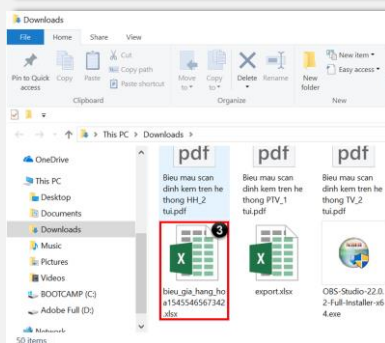 Downloads
File Home Share View
Pin to Quick access
Copy
Paste
Cut
Copy path
Paste shortcut
Clipboard
Move to
Copy to
Delete
Rename
Organize
New folder
New item
Easy access
New
This PC > Downloads >
OneDrive
This PC
Desktop
Documents
Downloads
Music
Pictures
Videos
BOOTCAMP (C:)
Adobe Full (D:)
Network
50 items
pdf
Bieu mau scan
dinh kem tren he
thong HH_2
tui.pdf
pdf
Bieu mau scan
dinh kem tren he
thong PTV_1
tui.pdf
pdf
Bieu mau scan
dinh kem tren he
thong TV_2
tui.pdf
3
X
bieu_gia_hang_ho
a1545546567342
.xlsx
X
export.xlsx
OBS-Studio-22.0.
2-Full-Installer-x6
4.exe